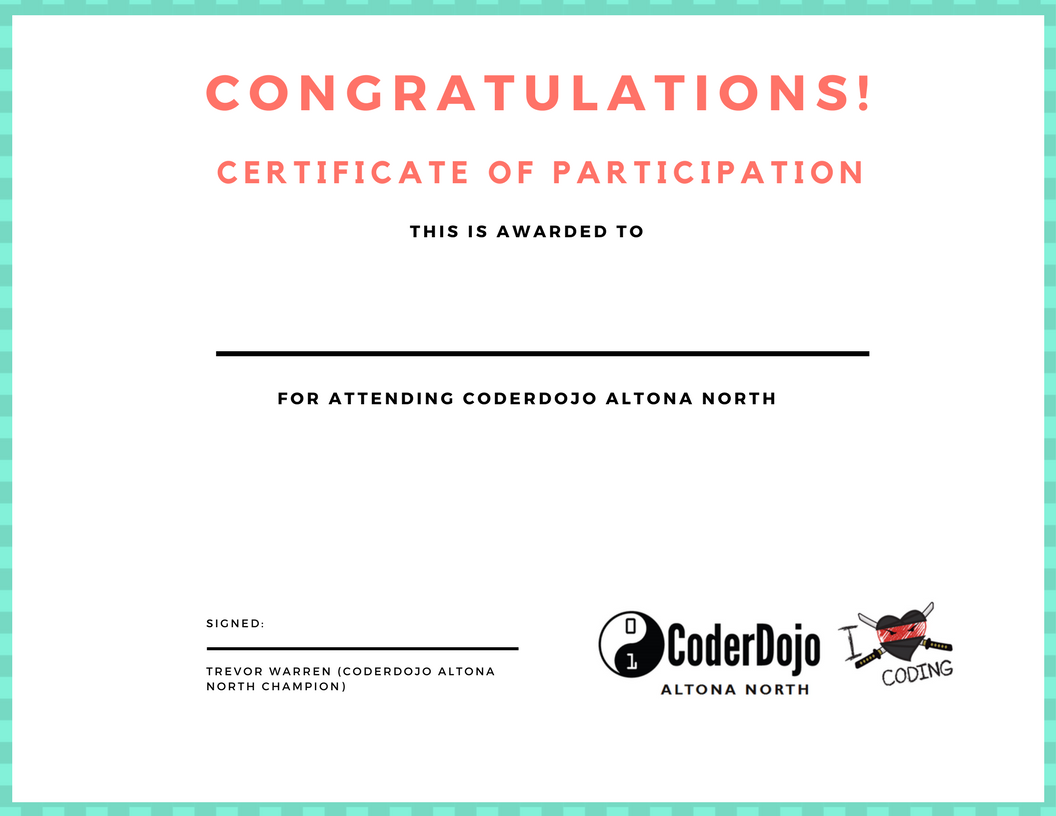 CONGRATULATIONS!
CERTIFICATE OF PARTICIPATION
THIS IS AWARDED TO
FOR ATTENDING CODERDOJO ALTONA NORTH
SIGNED:
TREVOR WARREN (CODERDOJO ALTONA
NORTH CHAMPION)
0
1
CoderDojo
ALTONA NORTH
I
CODING